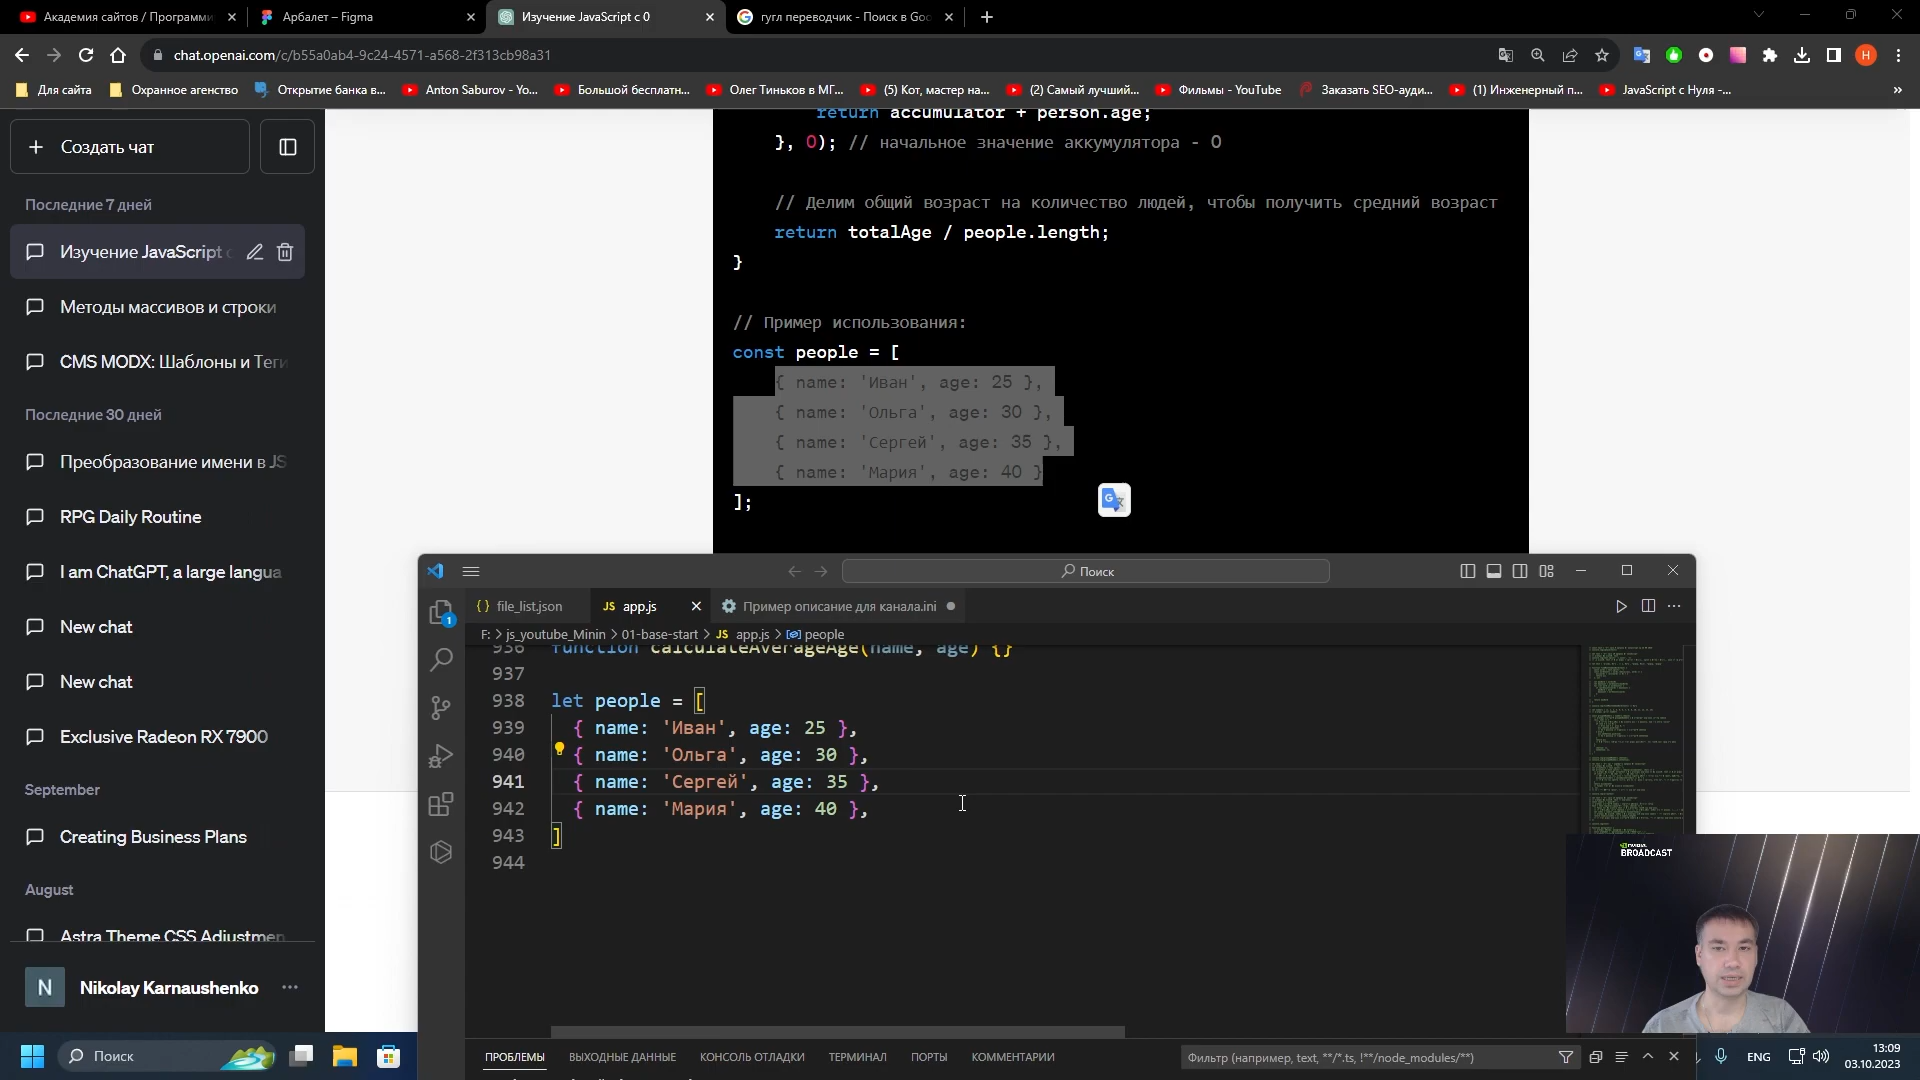 Академия сайтов / Программи
Арбалет – Figma
Изучение JavaScript с 0
гугл переводчик - Поиск в Goo
chat.openai.com/c/b55a0ab4-9c24-4571-a568-2f313cb98a31
H
Для сайта
Охранное агенство
Открытие банка в...
Anton Saburov - Yo...
Большой бесплатн...
Олег Тиньков в МГ...
(5) Кот, мастер на...
(2) Самый лучший...
Фильмы - YouTube
Заказать SEO-ауди...
(1) Инженерный п...
JavaScript с Нуля -...
»
+ Создать чат
Последние 7 дней
Изучение JavaScript с
Методы массивов и строки
CMS MODX: Шаблоны и Теги
Последние 30 дней
Преобразование имени в JS
RPG Daily Routine
I am ChatGPT, a large langua
New chat
New chat
Exclusive Radeon RX 7900
September
Creating Business Plans
August
Astra Theme CSS Adjustmen
N
Nikolay Karnaushenko
return accumulator + person.age;
}, 0); // начальное значение аккумулятора - 0
// Делим общий возраст на количество людей, чтобы получить средний возраст
return totalAge / people.length;
}
// Пример использования:
const people = [
{ name: 'Иван', age: 25 },
{ name: 'Ольга', age: 30 },
{ name: 'Сергей', age: 35 },
{ name: 'Мария', age: 40 }
];
Поиск
{} file_list.json
JS app.js
Пример описание для канала.ini
F: > js_youtube_Minin > 01-base-start > JS app.js > people
1
936 function calculateAverageAge(name, age) {}
937
938 let people = [
939 { name: 'Иван', age: 25 },
940 { name: 'Ольга', age: 30 },
941 { name: 'Сергей', age: 35 },
942 { name: 'Мария', age: 40 },
943 ]
944
ПРОБЛЕМЫ
ВЫХОДНЫЕ ДАННЫЕ
КОНСОЛЬ ОТЛАДКИ
ТЕРМИНАЛ
ПОРТЫ
КОММЕНТАРИИ
Фильтр (например, text, **/*.ts, !**/node_modules/**)
NVIDIA
BROADCAST
Поиск
ENG
13:09
03.10.2023